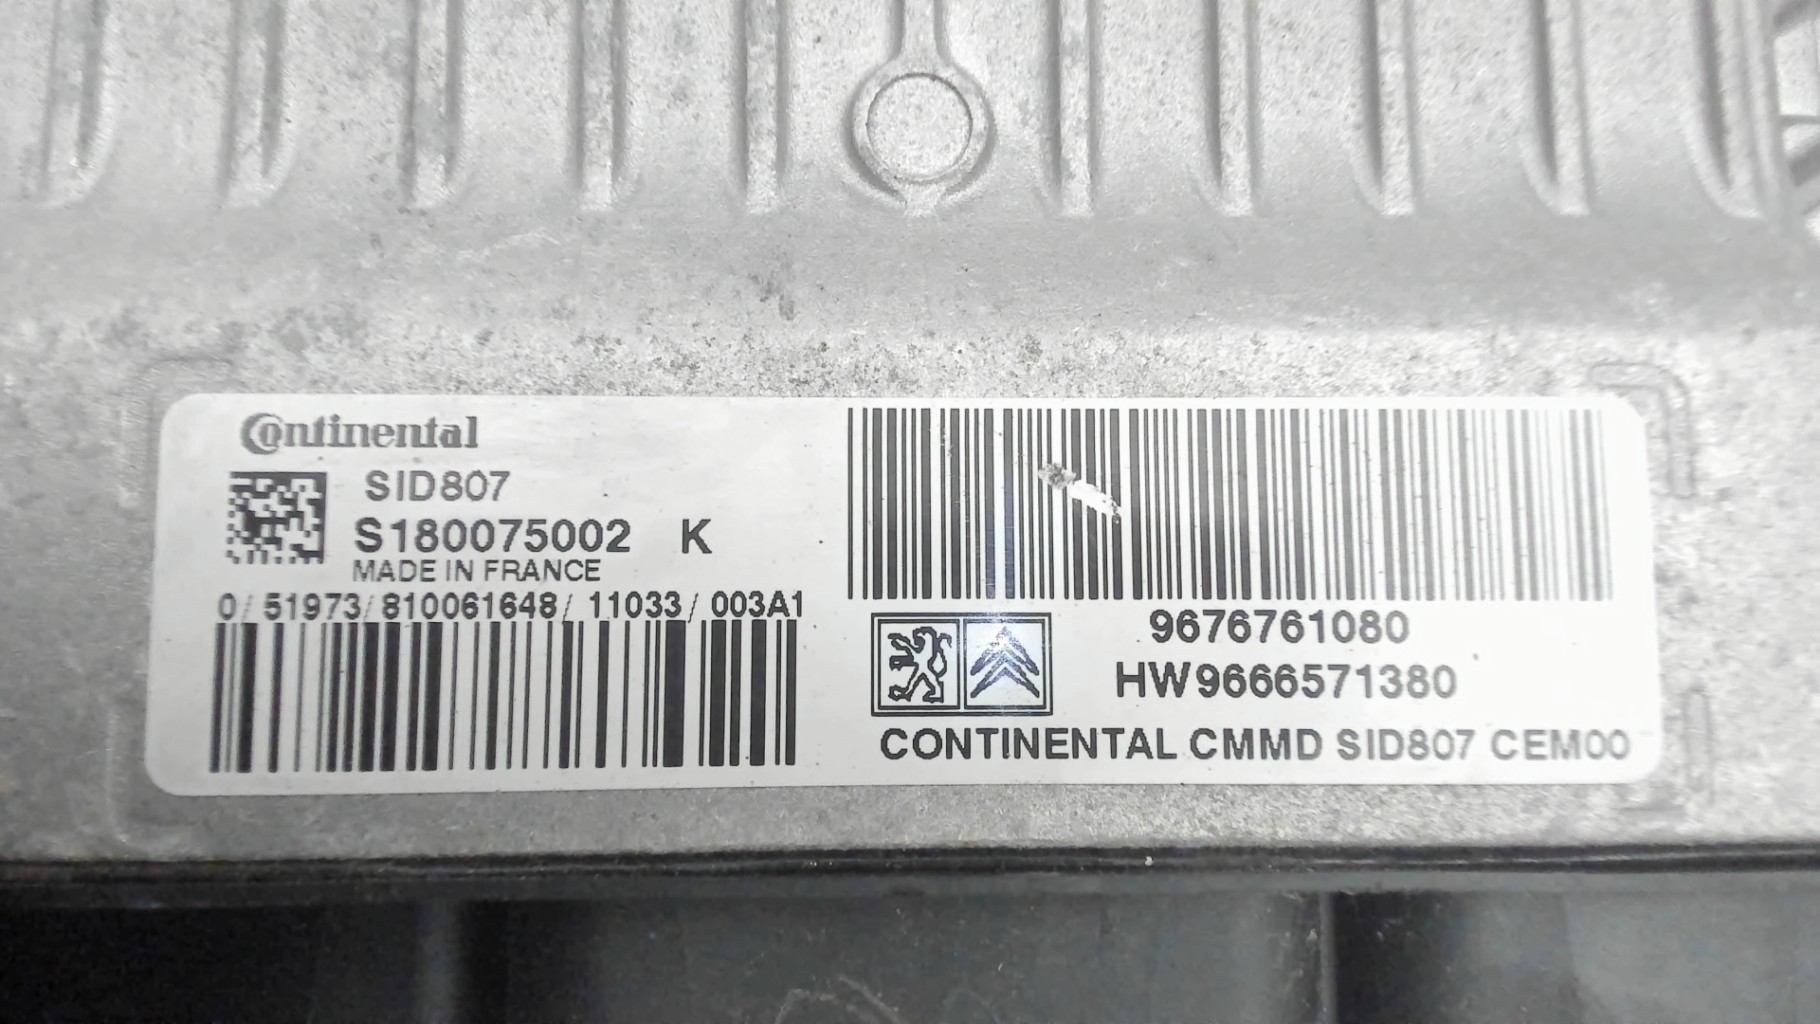 Continental
SID807
S180075002 K
MADE IN FRANCE
0/51973/810061648/11033/003A1
9676761080
HW9666571380
CONTINENTAL CMMD SID807 CEM00